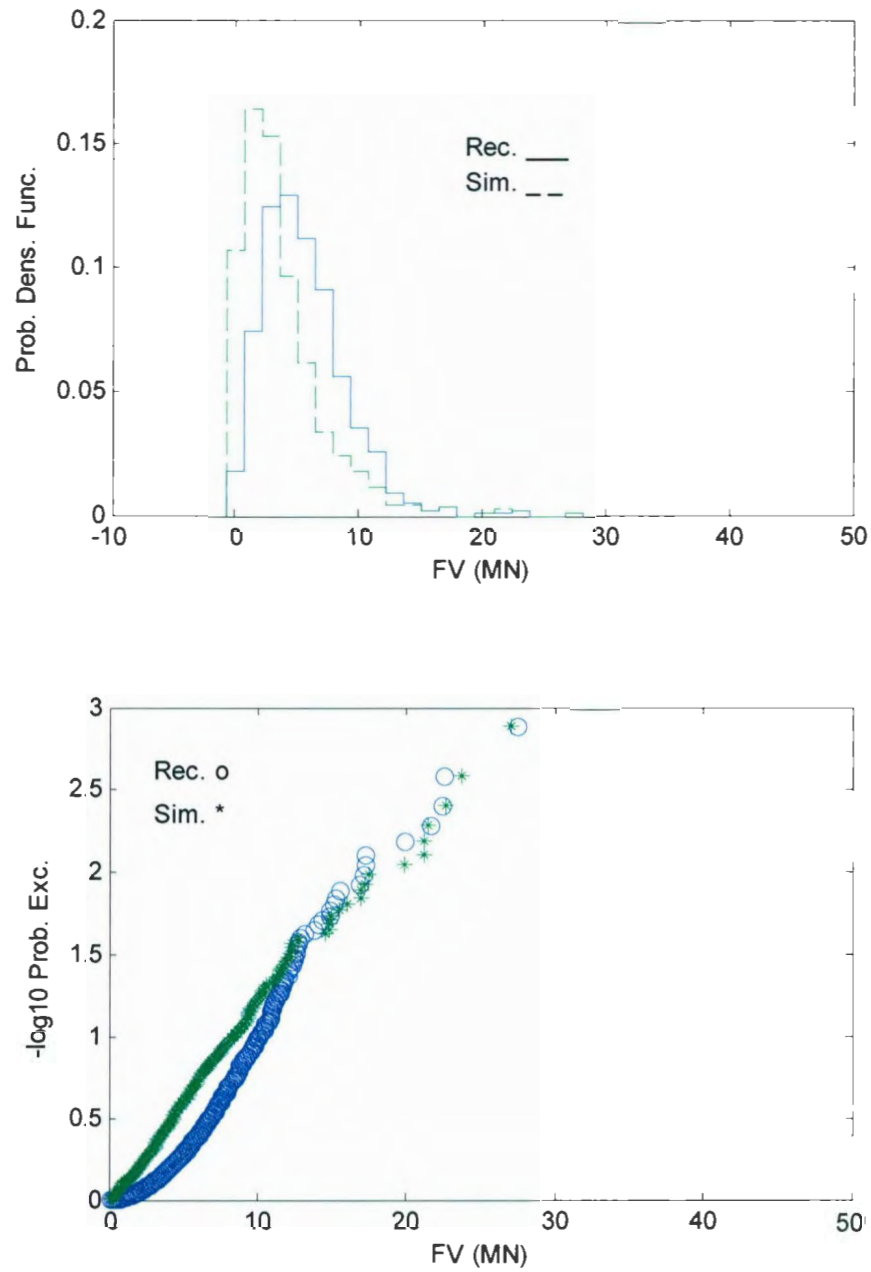 0.2
0.15
0.1
0.05
0
Prob. Dens. Func.
Rec. ___
Sim. _ _ _
-10 0 10 20 30 40 50
FV (MN)
3
2.5
2
1.5
1
0.5
0
-log10 Prob. Exc.
Rec. o
Sim. *
0 10 20 30 40 50
FV (MN)